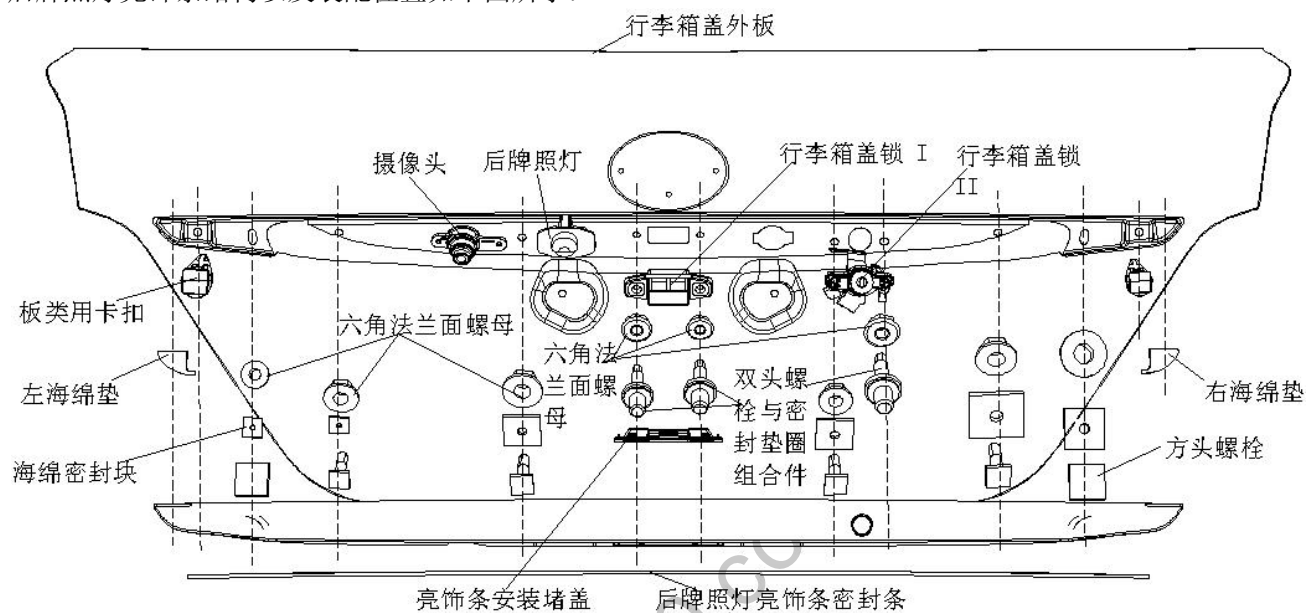 行李箱盖外板
摄像头
后牌照灯
行李箱盖锁 I
行李箱盖锁
II
板类用卡扣
六角法兰面螺母
左海绵垫
六角法
兰面螺
母
双头螺
栓与密
封垫圈
组合件
右海绵垫
海绵密封块
方头螺栓
亮饰条安装堵盖
后牌照灯亮饰条密封条